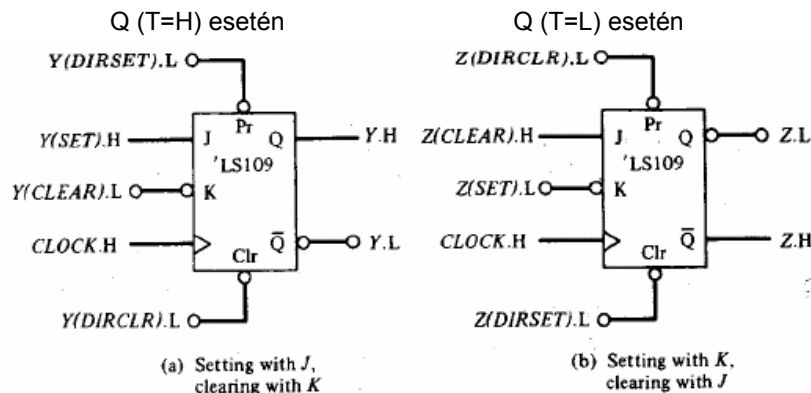 Q (T=H) esetén
Q (T=L) esetén
Y(DIRSET).L
Pr
Y(SET).H
J
Q
Y.H
'LS109
Y(CLEAR).L
K
CLOCK.H
Q̅
Y.L
Clr
Y(DIRCLR).L
(a) Setting with J,
clearing with K
Z(DIRCLR).L
Pr
Z(CLEAR).H
J
Q
Z.L
'LS109
Z(SET).L
K
CLOCK.H
Q̅
Z.H
Clr
Z(DIRSET).L
(b) Setting with K,
clearing with J